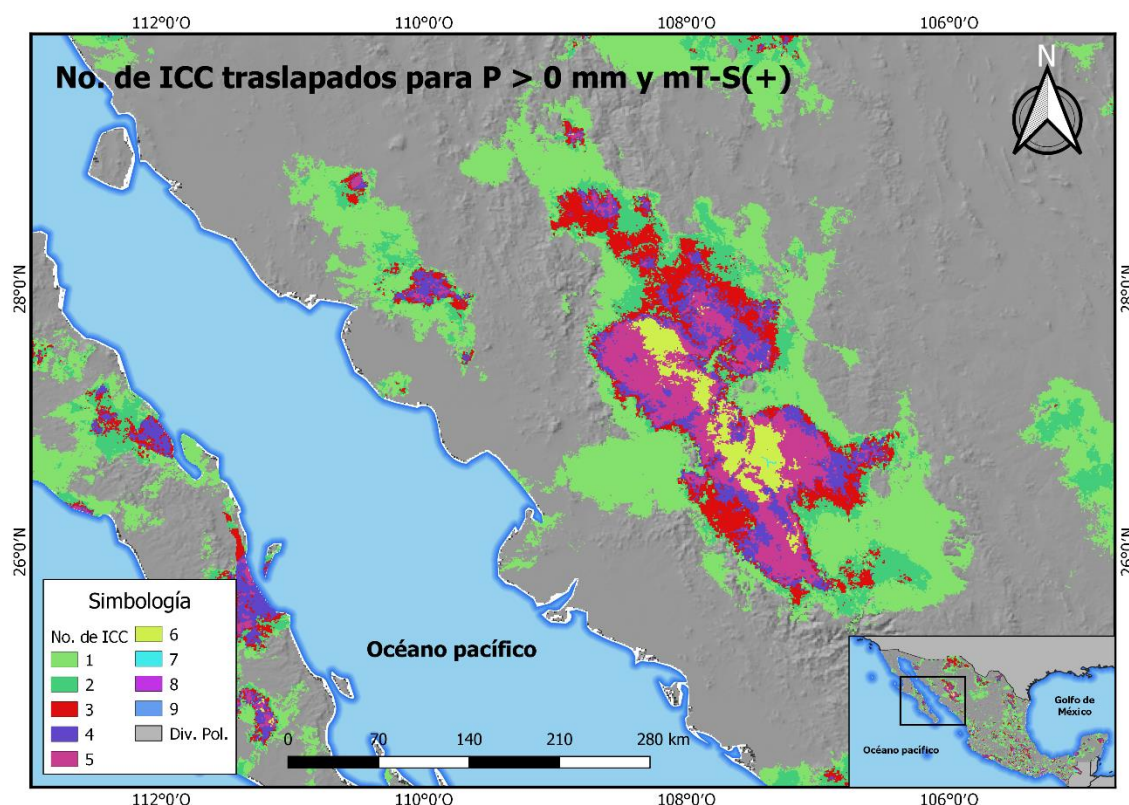 112°0'O 110°0'O 108°0'O 106°0'O
No. de ICC traslapados para P > 0 mm y mT-S(+)
N
28°0'N 28°0'N
26°0'N 26°0'N
Simbología
No. de ICC
1
2
3
4
5
6
7
8
9
Div. Pol.
Océano pacífico
0 70 140 210 280 km
Golfo de
México
Océano pacífico
112°0'O 110°0'O 108°0'O 106°0'O